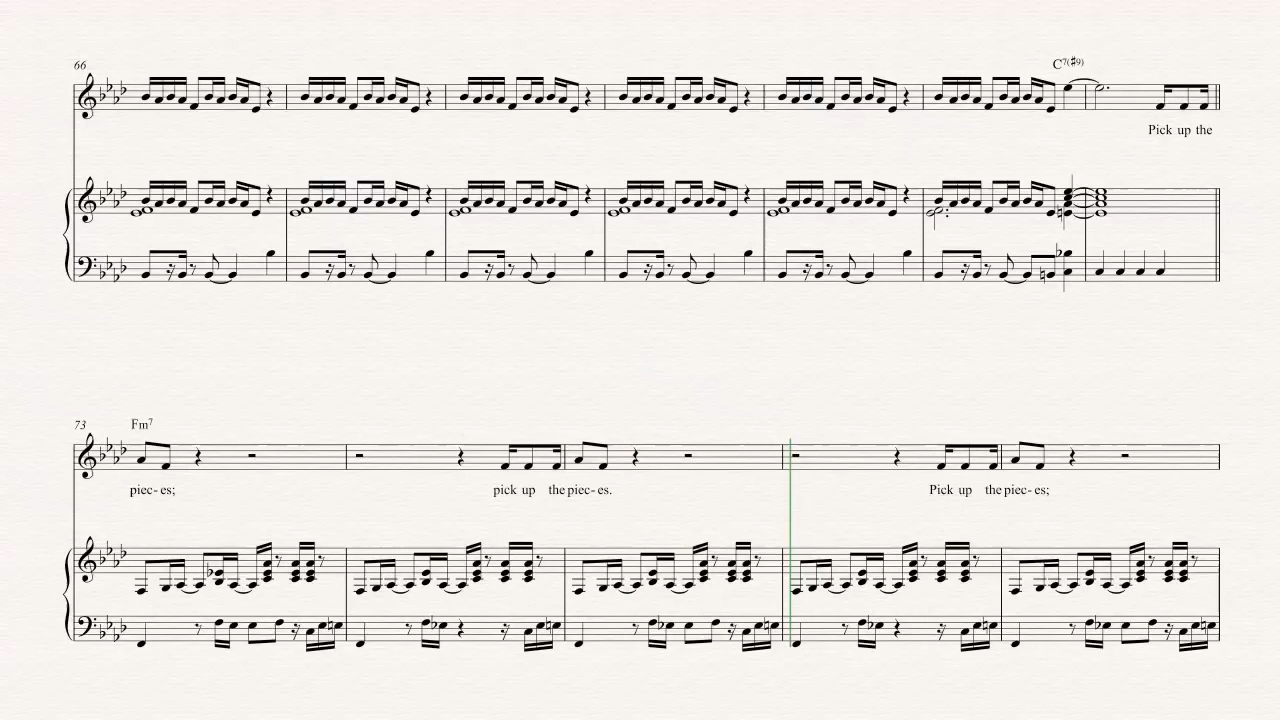 66
C7(♯9)
Pick up the
73
Fm7
piec- es; pick up the piec- es. Pick up the piec- es;